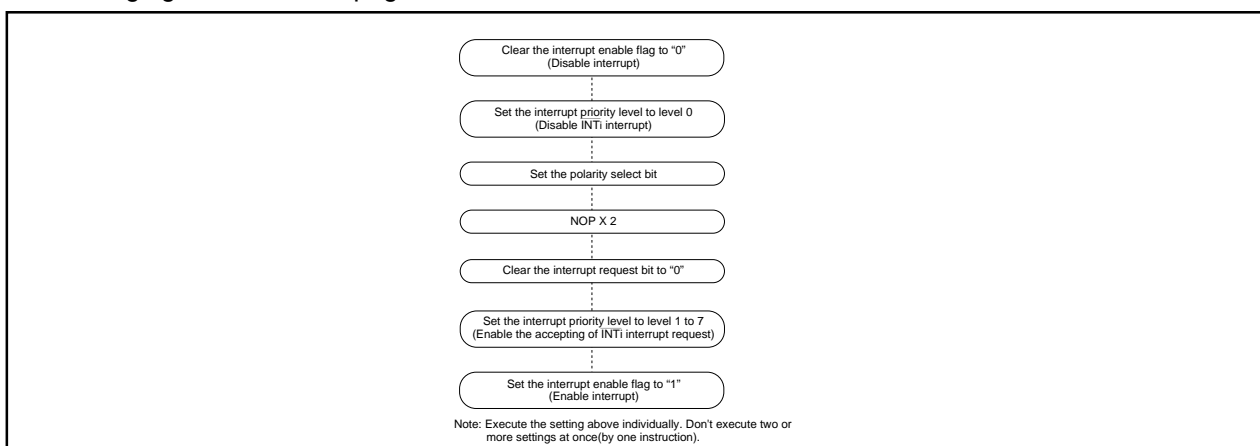 Clear the interrupt enable flag to “0”
(Disable interrupt)
Set the interrupt priority level to level 0
(Disable INTi interrupt)
Set the polarity select bit
NOP X 2
Clear the interrupt request bit to “0”
Set the interrupt priority level to level 1 to 7
(Enable the accepting of INTi interrupt request)
Set the interrupt enable flag to “1”
(Enable interrupt)
Note: Execute the setting above individually. Don't execute two or
more settings at once(by one instruction).